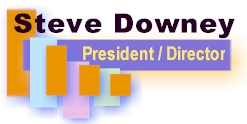 Steve Downey
President / Director